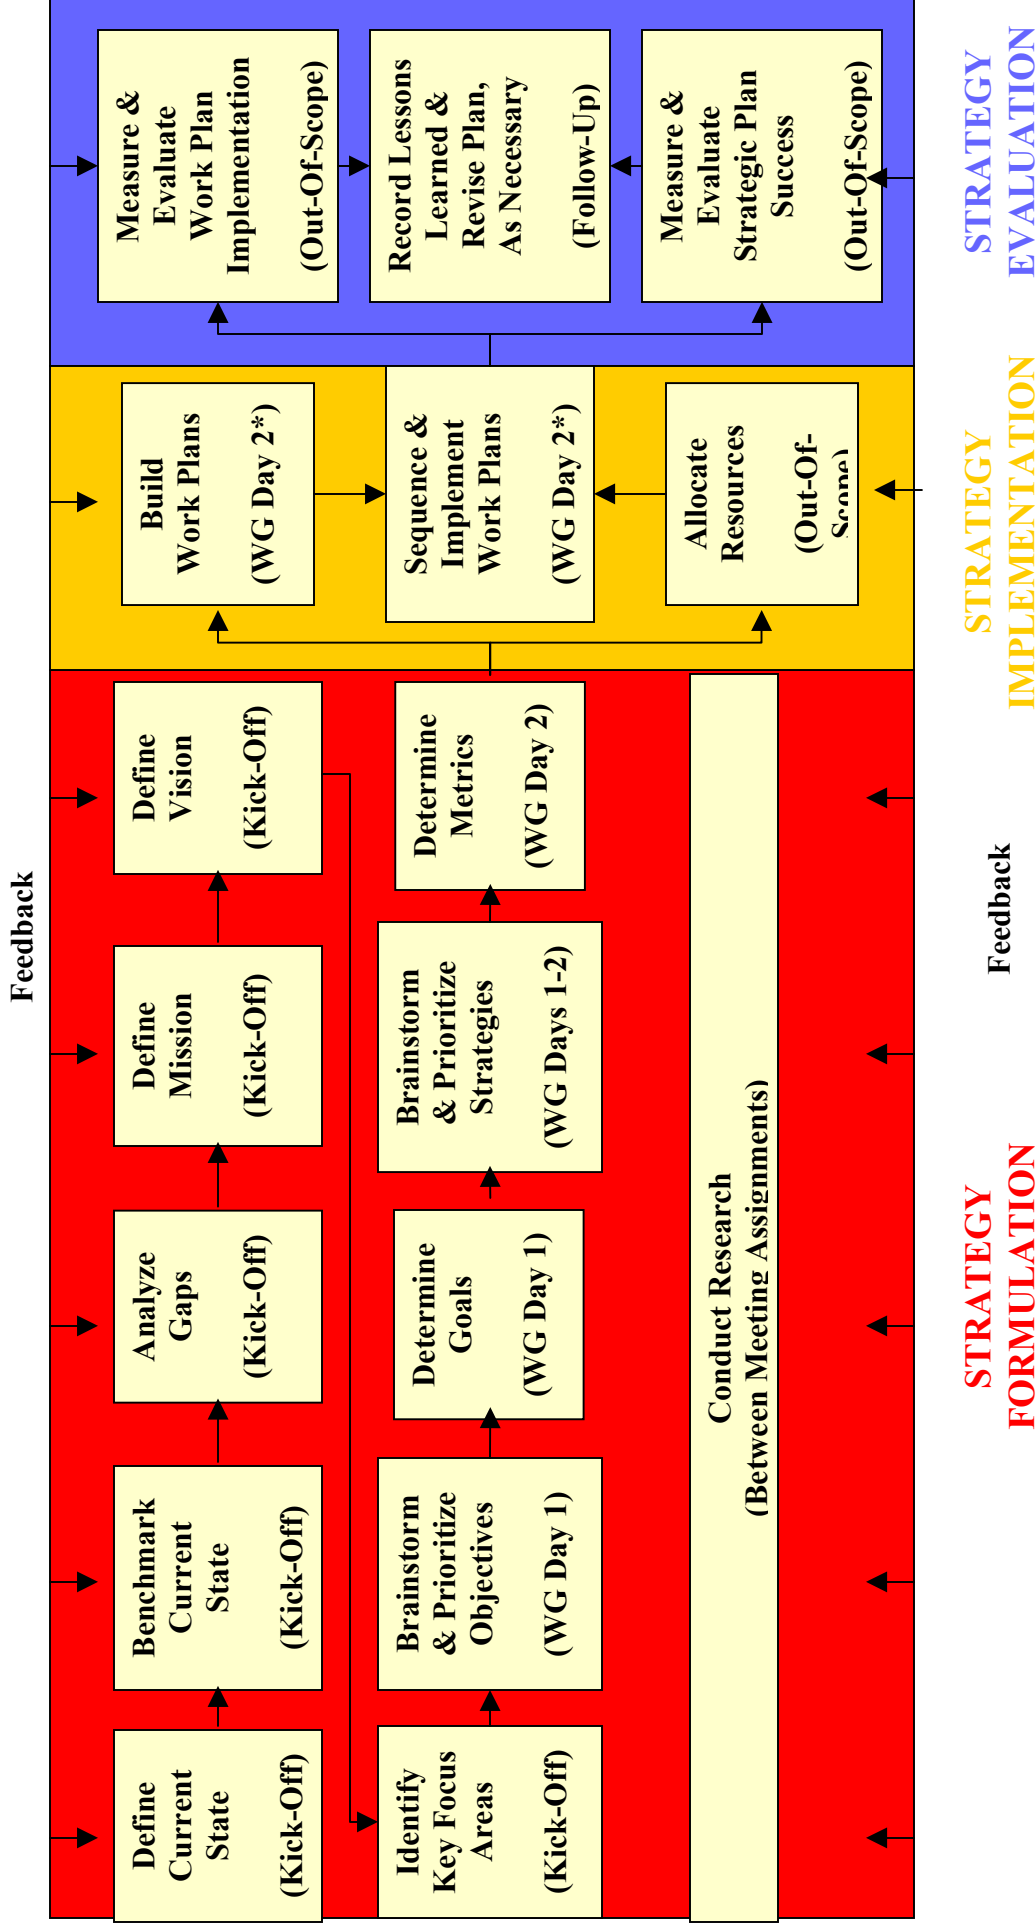 Feedback
Define
Current
State
(Kick-Off)
Benchmark
Current
State
(Kick-Off)
Analyze
Gaps
(Kick-Off)
Define
Mission
(Kick-Off)
Define
Vision
(Kick-Off)
Identify
Key Focus
Areas
(Kick-Off)
Brainstorm
& Prioritize
Objectives
(WG Day 1)
Determine
Goals
(WG Day 1)
Brainstorm
& Prioritize
Strategies
(WG Days 1-2)
Determine
Metrics
(WG Day 2)
Conduct Research
(Between Meeting Assignments)
Build
Work Plans
(WG Day 2*)
Sequence &
Implement
Work Plans
(WG Day 2*)
Allocate
Resources
(Out-Of-
Scope)
Measure &
Evaluate
Work Plan
Implementation
(Out-Of-Scope)
Record Lessons
Learned &
Revise Plan,
As Necessary
(Follow-Up)
Measure &
Evaluate
Strategic Plan
Success
(Out-Of-Scope)
Feedback
STRATEGY
FORMULATION
STRATEGY
IMPLEMENTATION
STRATEGY
EVALUATION